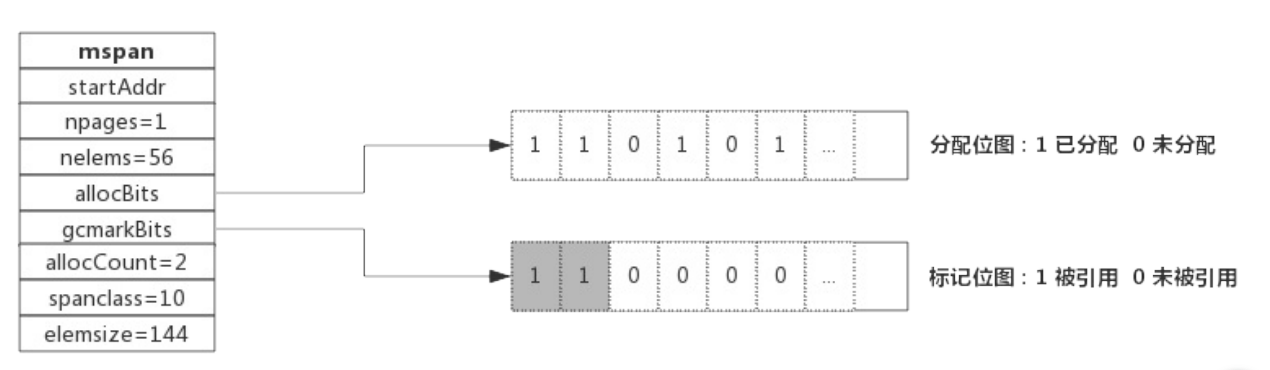 mspan
startAddr
npages=1
nelems=56
allocBits
gcmarkBits
allocCount=2
spanclass=10
elemsize=144
1 1 0 1 0 1 ...
分配位图：1 已分配 0 未分配
1 1 0 0 0 0 ...
标记位图：1 被引用 0 未被引用